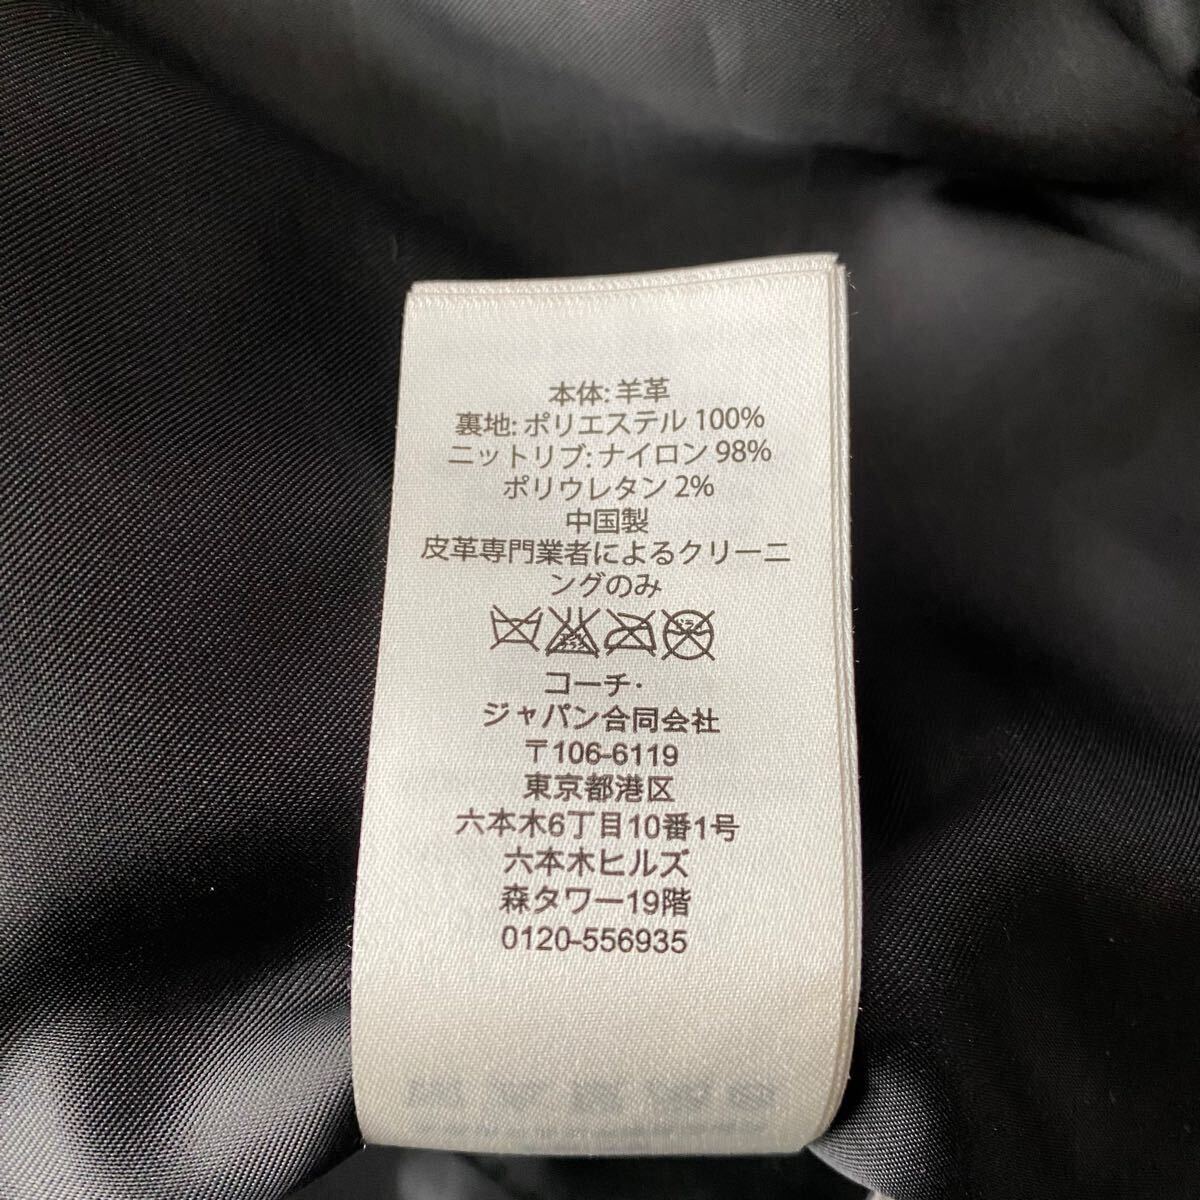 本体: 羊革
裏地: ポリエステル 100%
ニットリブ: ナイロン 98%
ポリウレタン 2%
中国製
皮革専門業者によるクリーニ
ングのみ
ドライ
コーチ·
ジャパン合同会社
〒106-6119
東京都港区
六本木6丁目10番1号
六本木ヒルズ
森タワー19階
0120-556935